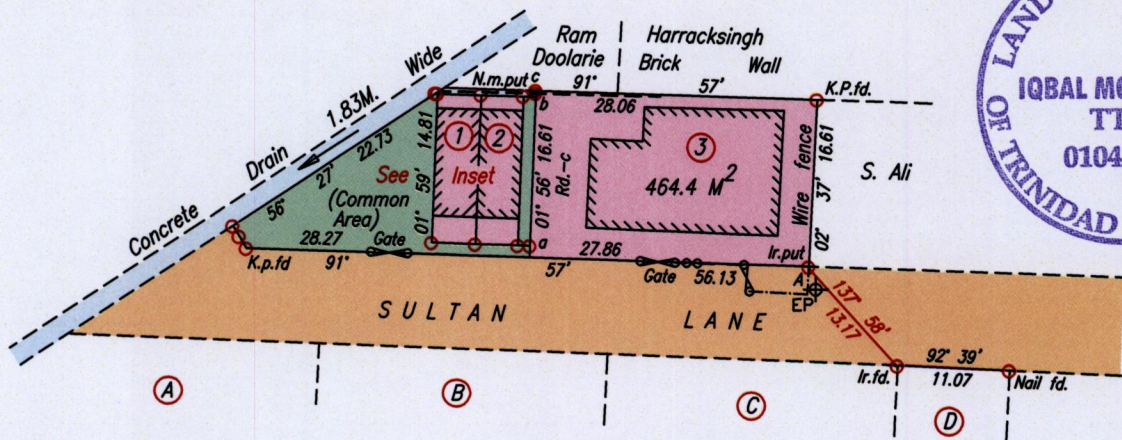 Ram
Doolarie
Harracksingh
Brick Wall
Concrete Drain 1.83M. Wide
N.m.put
c
91°
57'
28.06
K.P.fd.
b
22.73
27'
56°
14.81
59'
01°
1
2
See Inset
(Common
Area)
16.61
56'
01°
Rd.-c
3
464.4 M2
Wire fence
16.61
37'
02°
S. Ali
28.27
Gate
K.p.fd
91°
a
27.86
57'
Gate
56.13
Ir.put
A
EP
137° 58'
13.17
SULTAN LANE
92° 39'
11.07
Ir.fd.
Nail fd.
A
B
C
D
LAND
IQBAL MO
TT
0104
OF TRINIDAD